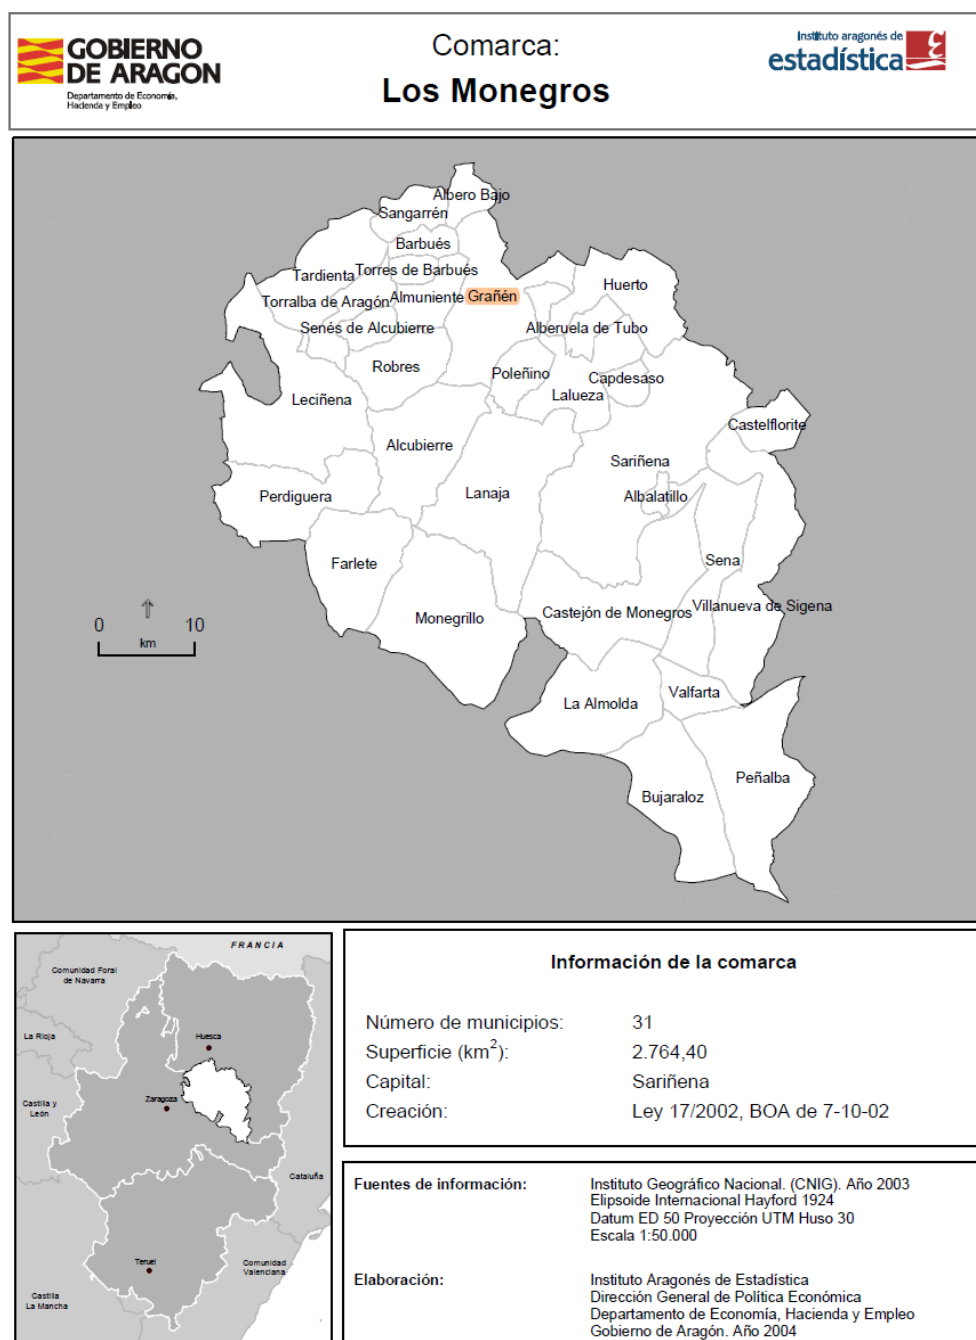 GOBIERNO
DE ARAGON
Departamento de Economía,
Hacienda y Empleo
Comarca:
Los Monegros
Instituto aragonés de
estadística
Albero Bajo
Sangarrén
Barbués
Tardienta
Torres de Barbués
Huerto
Torralba de Aragón
Almuniente
Grañén
Senés de Alcubierre
Alberuela de Tubo
Robres
Poleñino
Capdesaso
Leciñena
Lalueza
Castelflorite
Alcubierre
Sariñena
Perdiguera
Lanaja
Albalatillo
Farlete
Sena
Monegrillo
Castejón de Monegros
Villanueva de Sigena
0 10
km
La Almolda
Valfarta
Peñalba
Bujaraloz
FRANCIA
Comunidad Foral
de Navarra
La Rioja
Huesca
Castilla y
León
Zaragoza
Cataluña
Teruel
Comunidad
Valenciana
Castilla
La Mancha
Información de la comarca
Número de municipios: 31
Superficie (km²): 2.764,40
Capital: Sariñena
Creación: Ley 17/2002, BOA de 7-10-02
Fuentes de información: Instituto Geográfico Nacional. (CNIG). Año 2003
Elipsoide Internacional Hayford 1924
Datum ED 50 Proyección UTM Huso 30
Escala 1:50.000
Elaboración: Instituto Aragonés de Estadística
Dirección General de Política Económica
Departamento de Economía, Hacienda y Empleo
Gobierno de Aragón. Año 2004